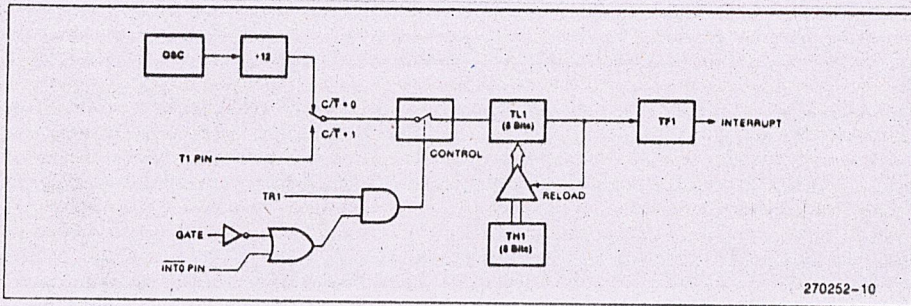 OSC
÷12
C/T̅ = 0
C/T̅ = 1
T1 PIN
CONTROL
TL1
(8 Bits)
TF1
INTERRUPT
TR1
RELOAD
GATE
I̅N̅T̅0̅ PIN
TH1
(8 Bits)
270252-10